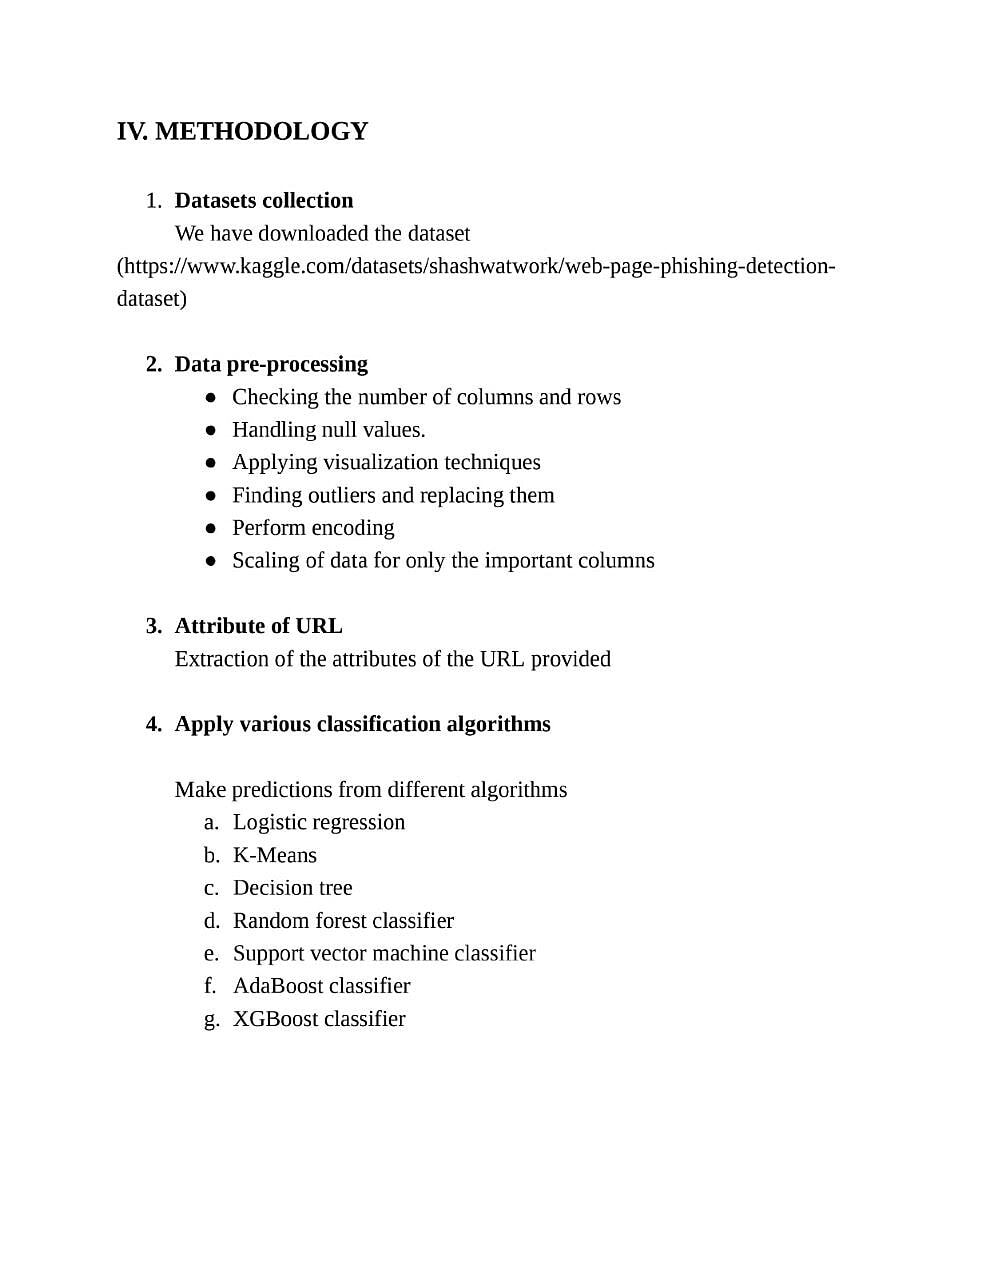 IV. METHODOLOGY
1. Datasets collection
We have downloaded the dataset
(https://www.kaggle.com/datasets/shashwatwork/web-page-phishing-detection-
dataset)
2. Data pre-processing
● Checking the number of columns and rows
● Handling null values.
● Applying visualization techniques
● Finding outliers and replacing them
● Perform encoding
● Scaling of data for only the important columns
3. Attribute of URL
Extraction of the attributes of the URL provided
4. Apply various classification algorithms
Make predictions from different algorithms
a. Logistic regression
b. K-Means
c. Decision tree
d. Random forest classifier
e. Support vector machine classifier
f. AdaBoost classifier
g. XGBoost classifier